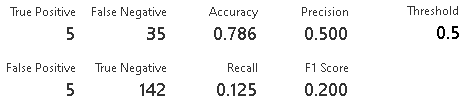 True Positive False Negative Accuracy Precision Threshold
5 35 0.786 0.500 0.5
False Positive True Negative Recall F1 Score
5 142 0.125 0.200